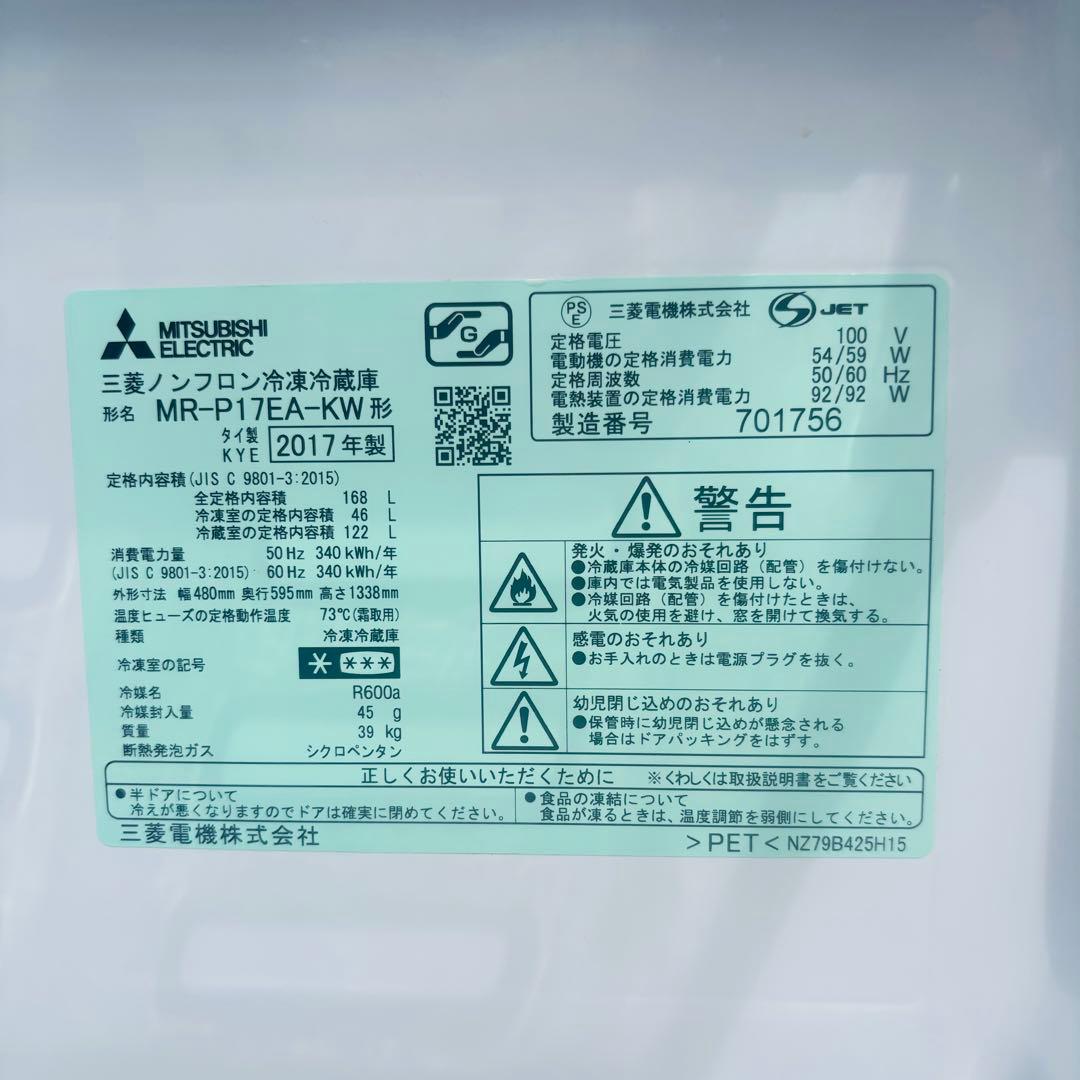 MITSUBISHI
ELECTRIC
三菱ノンフロン冷凍冷蔵庫
形名 MR-P17EA-KW 形
タイ製
KYE 2017年製
G
PS
E 三菱電機株式会社 S JET
定格電圧 100 V
電動機の定格消費電力 54/59 W
定格周波数 50/60 Hz
電熱装置の定格消費電力 92/92 W
製造番号 701756
定格内容積(JIS C 9801-3:2015)
全定格内容積 168 L
冷凍室の定格内容積 46 L
冷蔵室の定格内容積 122 L
消費電力量 50Hz 340kWh/年
(JIS C 9801-3:2015) 60Hz 340kWh/年
外形寸法 幅480mm 奥行595mm 高さ1338mm
温度ヒューズの定格動作温度 73℃(霜取用)
種類 冷凍冷蔵庫
冷凍室の記号 * ***
冷媒名 R600a
冷媒封入量 45 g
質量 39 kg
断熱発泡ガス シクロペンタン
警告
発火・爆発のおそれあり
●冷蔵庫本体の冷媒回路(配管)を傷付けない。
●庫内では電気製品を使用しない。
●冷媒回路(配管)を傷付けたときは、
火気の使用を避け、窓を開けて換気する。
感電のおそれあり
●お手入れのときは電源プラグを抜く。
幼児閉じ込めのおそれあり
●保管時に幼児閉じ込めが懸念される
場合はドアパッキングをはずす。
正しくお使いいただくために ※くわしくは取扱説明書をご覧ください
●半ドアについて
冷えが悪くなりますのでドアは確実に閉めてください。
●食品の凍結について
食品が凍るときは、温度調節を弱側にしてください。
三菱電機株式会社
>PET< NZ79B425H15